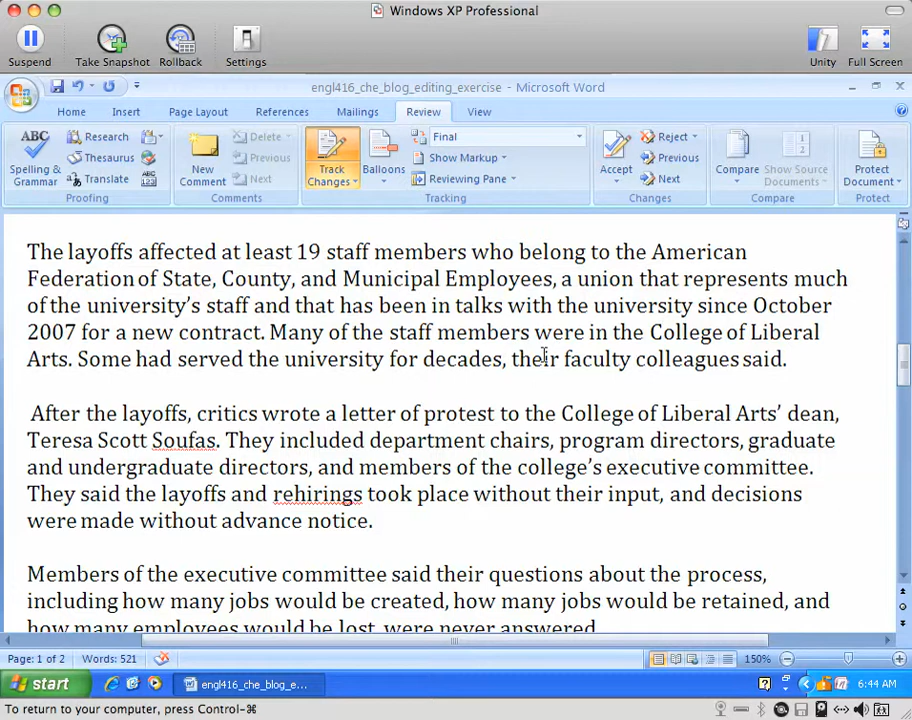 Windows XP Professional
Suspend Take Snapshot Rollback Settings Unity Full Screen
engl416_che_blog_editing_exercise - Microsoft Word
Home Insert Page Layout References Mailings Review View
ABC Research Delete Final Reject
Thesaurus Previous Show Markup Previous
Spelling & Grammar Translate New Comment Next Track Changes Balloons Reviewing Pane Accept Next Compare Show Source Documents Protect Document
Proofing Comments Tracking Changes Compare Protect
The layoffs affected at least 19 staff members who belong to the American
Federation of State, County, and Municipal Employees, a union that represents much
of the university’s staff and that has been in talks with the university since October
2007 for a new contract. Many of the staff members were in the College of Liberal
Arts. Some had served the university for decades, their faculty colleagues said.
After the layoffs, critics wrote a letter of protest to the College of Liberal Arts’ dean,
Teresa Scott Soufas. They included department chairs, program directors, graduate
and undergraduate directors, and members of the college’s executive committee.
They said the layoffs and rehirings took place without their input, and decisions
were made without advance notice.
Members of the executive committee said their questions about the process,
including how many jobs would be created, how many jobs would be retained, and
how many employees would be lost, were never answered.
Page: 1 of 2 Words: 521 150%
start engl416_che_blog_e... 6:44 AM
To return to your computer, press Control-⌘